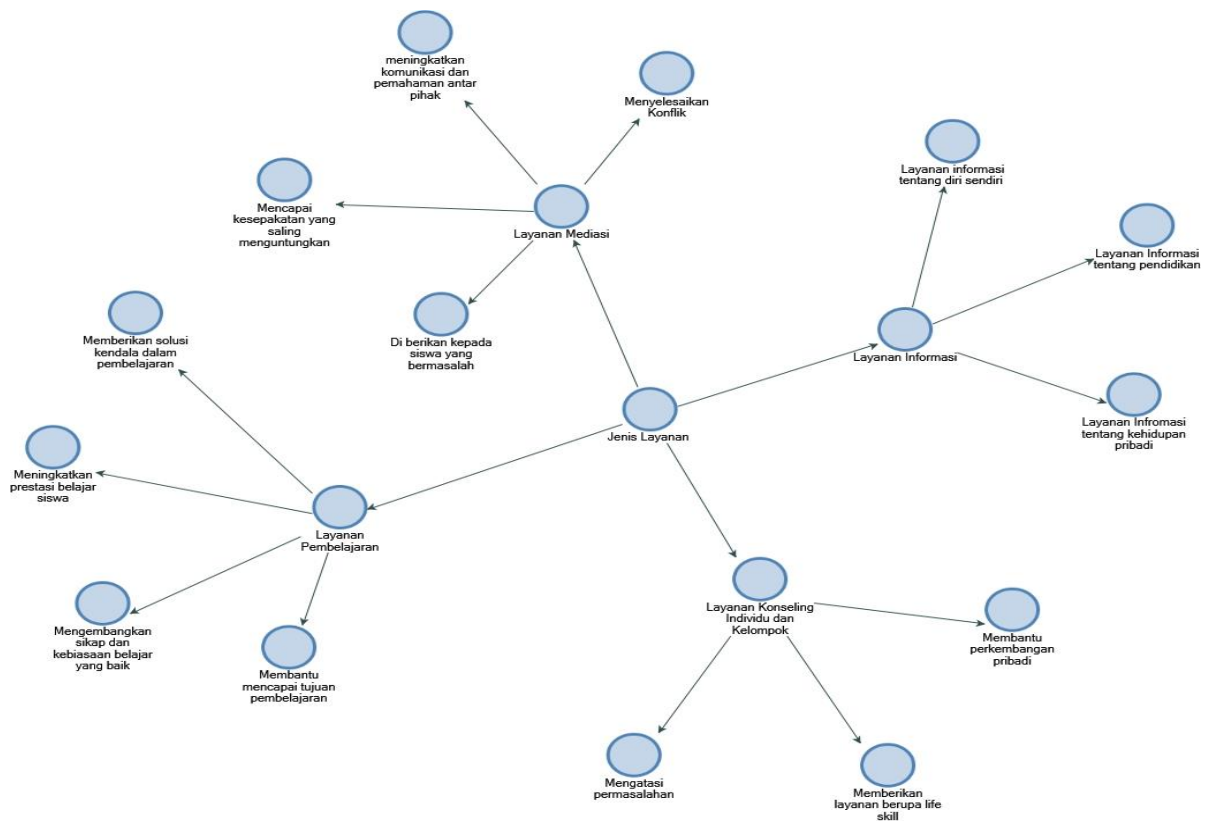 meningkatkan
komunikasi dan
pemahaman antar
pihak
Menyelesaikan
Konflik
Layanan informasi
tentang diri sendiri
Mencapai
kesepakatan yang
saling
menguntungkan
Layanan Mediasi
Layanan Informasi
tentang pendidikan
Memberikan solusi
kendala dalam
pembelajaran
Di berikan kepada
siswa yang
bermasalah
Layanan Informasi
Layanan Infromasi
tentang kehidupan
pribadi
Jenis Layanan
Meningkatkan
prestasi belajar
siswa
Layanan
Pembelajaran
Layanan Konseling
Individu dan
Kelompok
Mengembangkan
sikap dan
kebiasaan belajar
yang baik
Membantu
perkembangan
pribadi
Membantu
mencapai tujuan
pembelajaran
Mengatasi
permasalahan
Memberikan
layanan berupa life
skill